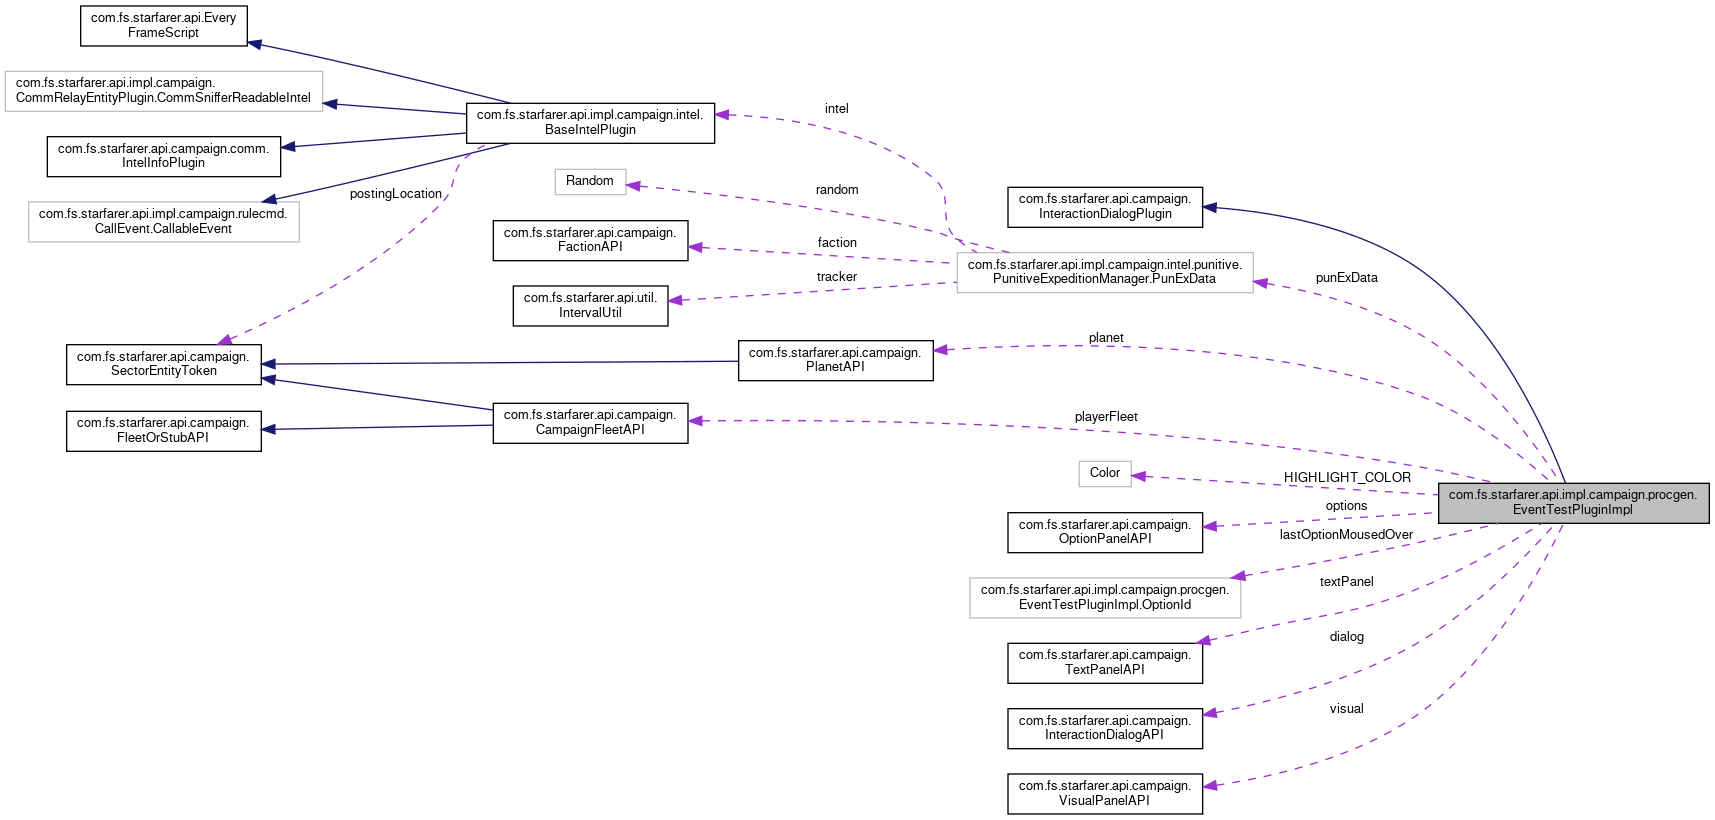 com.fs.starfarer.api.Every
FrameScript
com.fs.starfarer.api.impl.campaign.
CommRelayEntityPlugin.CommSnifferReadableIntel
com.fs.starfarer.api.campaign.comm.
IntelInfoPlugin
com.fs.starfarer.api.impl.campaign.rulecmd.
CallEvent.CallableEvent
com.fs.starfarer.api.campaign.
SectorEntityToken
com.fs.starfarer.api.campaign.
FleetOrStubAPI
postingLocation
com.fs.starfarer.api.impl.campaign.intel.
BaseIntelPlugin
Random
com.fs.starfarer.api.campaign.
FactionAPI
com.fs.starfarer.api.util.
IntervalUtil
com.fs.starfarer.api.campaign.
PlanetAPI
com.fs.starfarer.api.campaign.
CampaignFleetAPI
intel
random
faction
tracker
com.fs.starfarer.api.campaign.
InteractionDialogPlugin
com.fs.starfarer.api.impl.campaign.intel.punitive.
PunitiveExpeditionManager.PunExData
punExData
planet
playerFleet
Color
HIGHLIGHT_COLOR
com.fs.starfarer.api.campaign.
OptionPanelAPI
options
lastOptionMousedOver
com.fs.starfarer.api.impl.campaign.procgen.
EventTestPluginImpl.OptionId
textPanel
com.fs.starfarer.api.campaign.
TextPanelAPI
dialog
com.fs.starfarer.api.campaign.
InteractionDialogAPI
visual
com.fs.starfarer.api.campaign.
VisualPanelAPI
com.fs.starfarer.api.impl.campaign.procgen.
EventTestPluginImpl